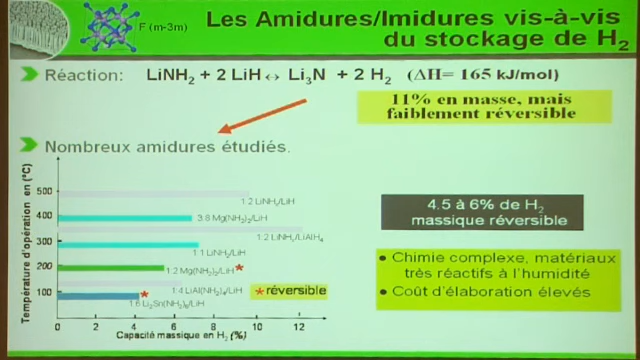 F (m-3m)
Les Amidures/Imidures vis-à-vis
du stockage de H₂
Réaction: LiNH₂ + 2 LiH ↔ Li₃N + 2 H₂ (ΔH= 165 kJ/mol)
11% en masse, mais
faiblement réversible
Nombreux amidures étudiés.
Température d'opération en (°C)
500
400
300
200
100
1:2 LiNH₂/LiH
3:8 Mg(NH₂)₂/LiH
1:2 LiNH₂/LiAlH₄
1:1 LiNH₂/LiH
1:2 Mg(NH₂)₂/LiH *
1:4 LiAl(NH₂)₄/LiH
* réversible
*
1:6 Li₂Sn(NH₂)₆/LiH
0 2 4 6 8 10 12
Capacité massique en H₂ (%)
4.5 à 6% de H₂
massique réversible
• Chimie complexe, matériaux
très réactifs à l'humidité
• Coût d'élaboration élevés